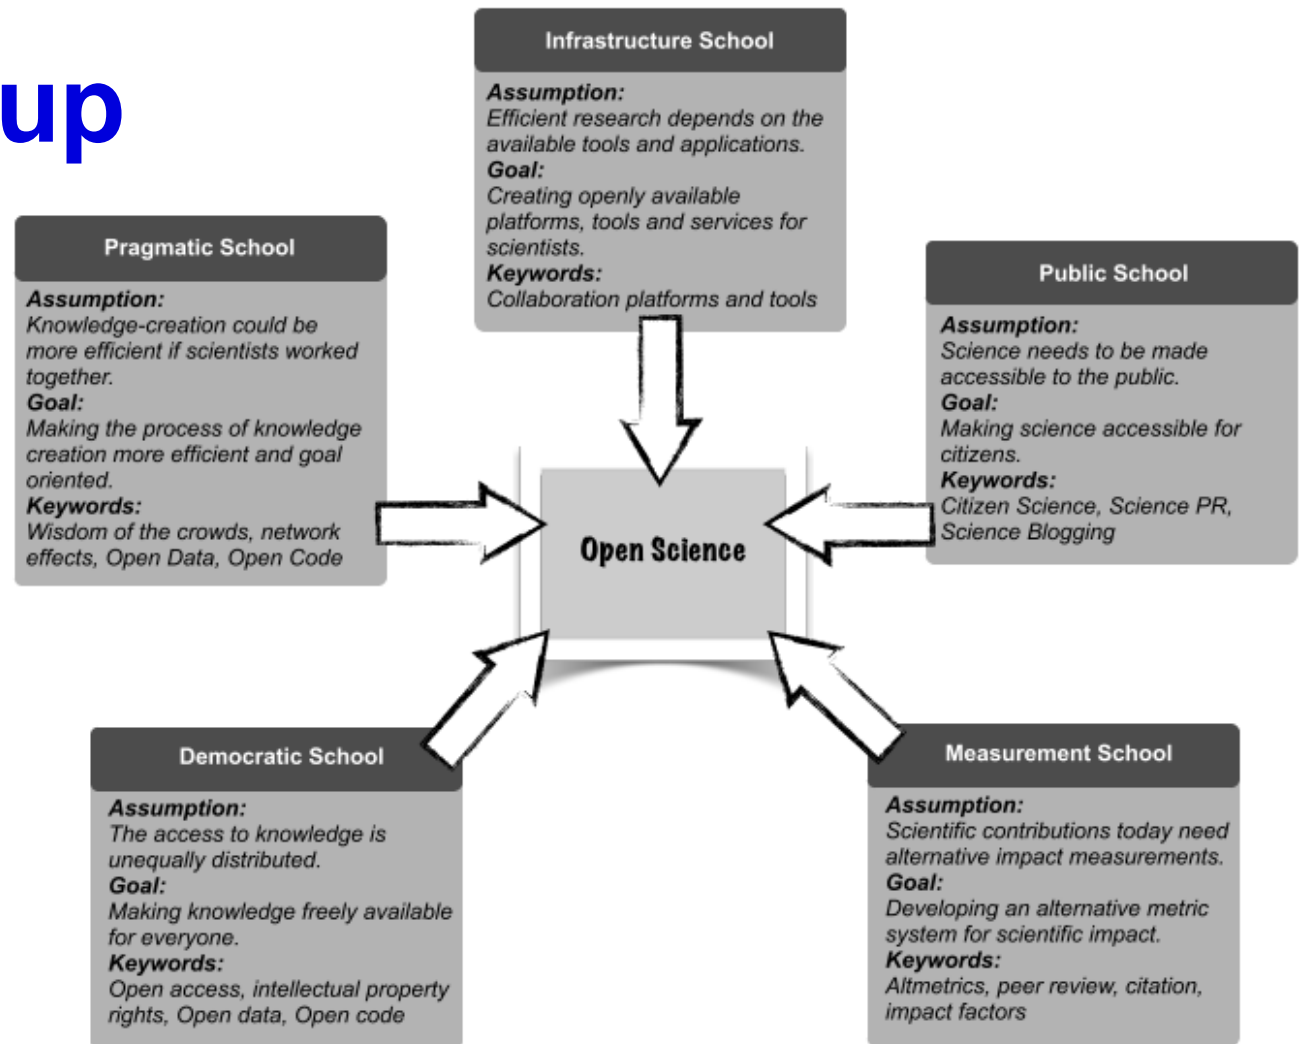 up
Infrastructure School
Assumption:
Efficient research depends on the
available tools and applications.
Goal:
Creating openly available
platforms, tools and services for
scientists.
Keywords:
Collaboration platforms and tools
Pragmatic School
Assumption:
Knowledge-creation could be
more efficient if scientists worked
together.
Goal:
Making the process of knowledge
creation more efficient and goal
oriented.
Keywords:
Wisdom of the crowds, network
effects, Open Data, Open Code
Public School
Assumption:
Science needs to be made
accessible to the public.
Goal:
Making science accessible for
citizens.
Keywords:
Citizen Science, Science PR,
Science Blogging
Open Science
Democratic School
Assumption:
The access to knowledge is
unequally distributed.
Goal:
Making knowledge freely available
for everyone.
Keywords:
Open access, intellectual property
rights, Open data, Open code
Measurement School
Assumption:
Scientific contributions today need
alternative impact measurements.
Goal:
Developing an alternative metric
system for scientific impact.
Keywords:
Altmetrics, peer review, citation,
impact factors